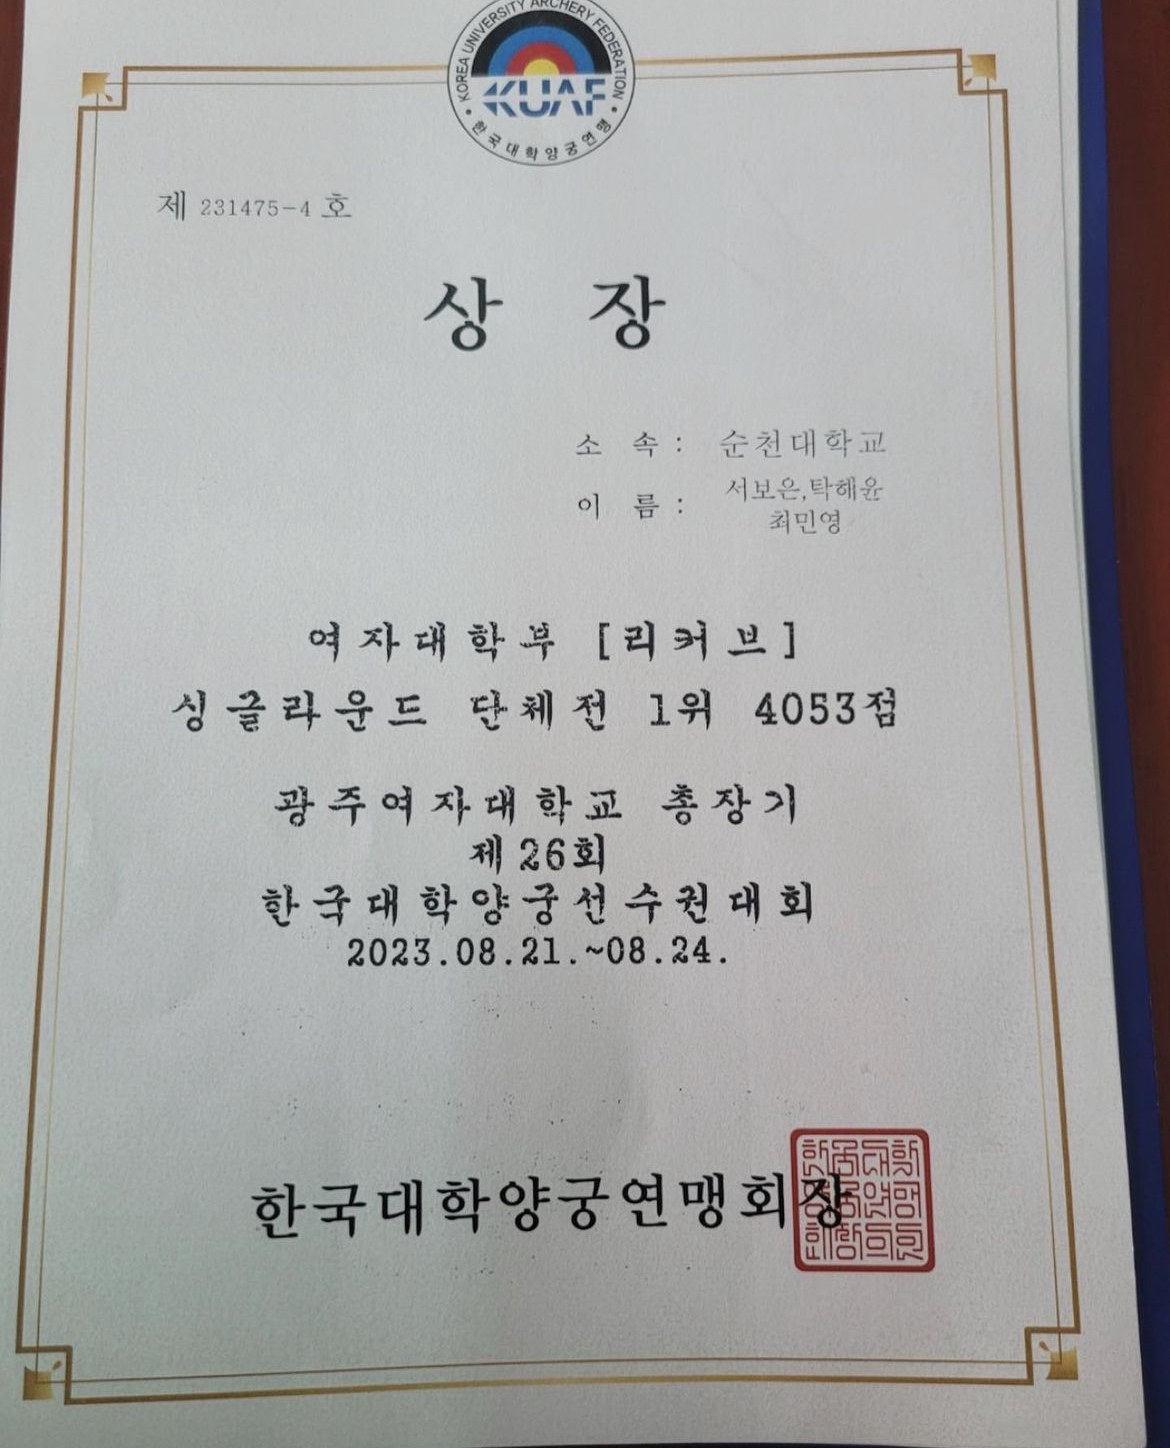 KOREA UNIVERSITY ARCHERY FEDERATION
KUAF
한국대학양궁연맹
제 231475-4 호
상 장
소 속 : 순천대학교
이 름 : 서보은,탁해윤
최민영
여자대학부 [리커브]
싱글라운드 단체전 1위 4053점
광주여자대학교 총장기
제26회
한국대학양궁선수권대회
2023.08.21.~08.24.
한국대학양궁연맹회장